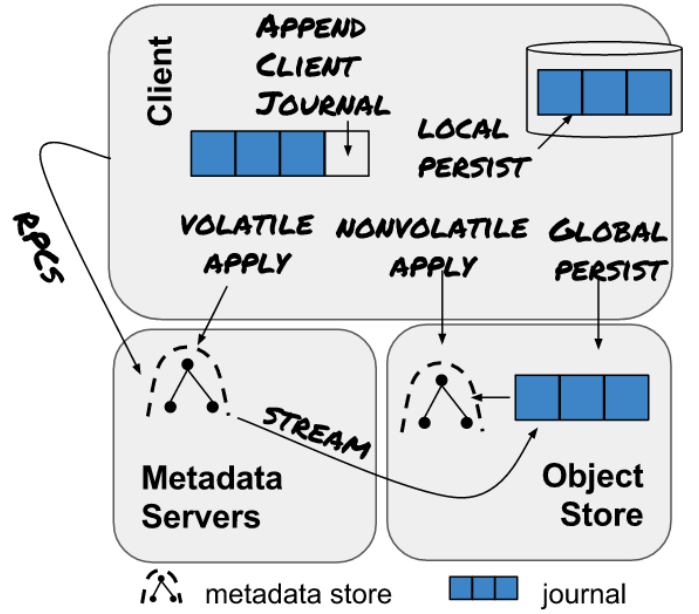 APPEND
CLIENT
JOURNAL
Client
LOCAL
PERSIST
RPCS
VOLATILE
APPLY
NONVOLATILE
APPLY
GLOBAL
PERSIST
STREAM
Metadata
Servers
Object
Store
metadata store
journal